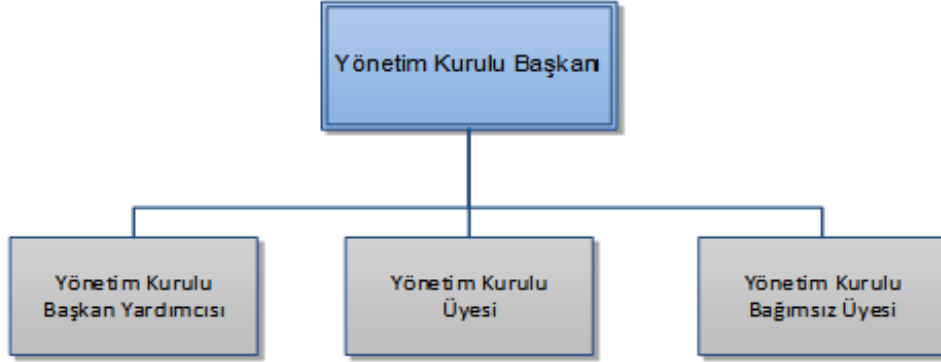 Yönetim Kurulu Başkanı
Yönetim Kurulu
Başkan Yardımcısı
Yönetim Kurulu
Üyesi
Yönetim Kurulu
Bağımsız Üyesi